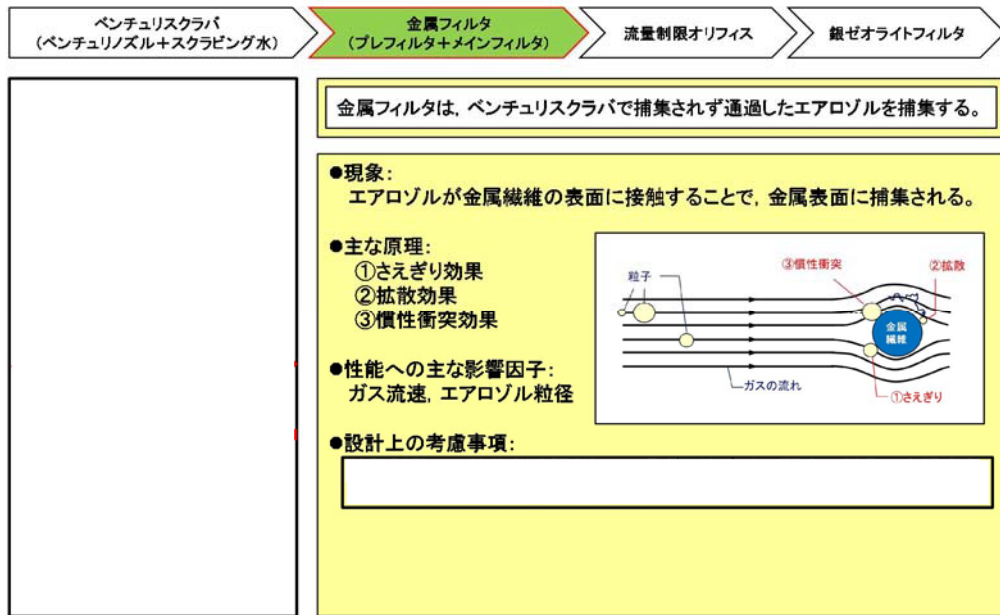 ベンチュリスクラバ
(ベンチュリノズル+スクラビング水)
金属フィルタ
(プレフィルタ+メインフィルタ)
流量制限オリフィス
銀ゼオライトフィルタ
金属フィルタは，ベンチュリスクラバで捕集されず通過したエアロゾルを捕集する。
●現象：
エアロゾルが金属繊維の表面に接触することで，金属表面に捕集される。
●主な原理：
①さえぎり効果
②拡散効果
③慣性衝突効果
粒子
③慣性衝突
②拡散
金属
繊維
ガスの流れ
①さえぎり
●性能への主な影響因子：
ガス流速，エアロゾル粒径
●設計上の考慮事項：